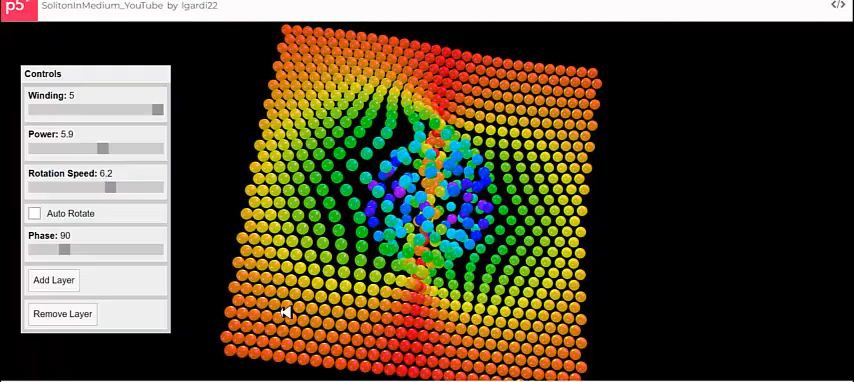 p5*
SolitonInMedium_YouTube by lgardi22
</>
Controls
Winding: 5
Power: 5.9
Rotation Speed: 6.2
Auto Rotate
Phase: 90
Add Layer
Remove Layer